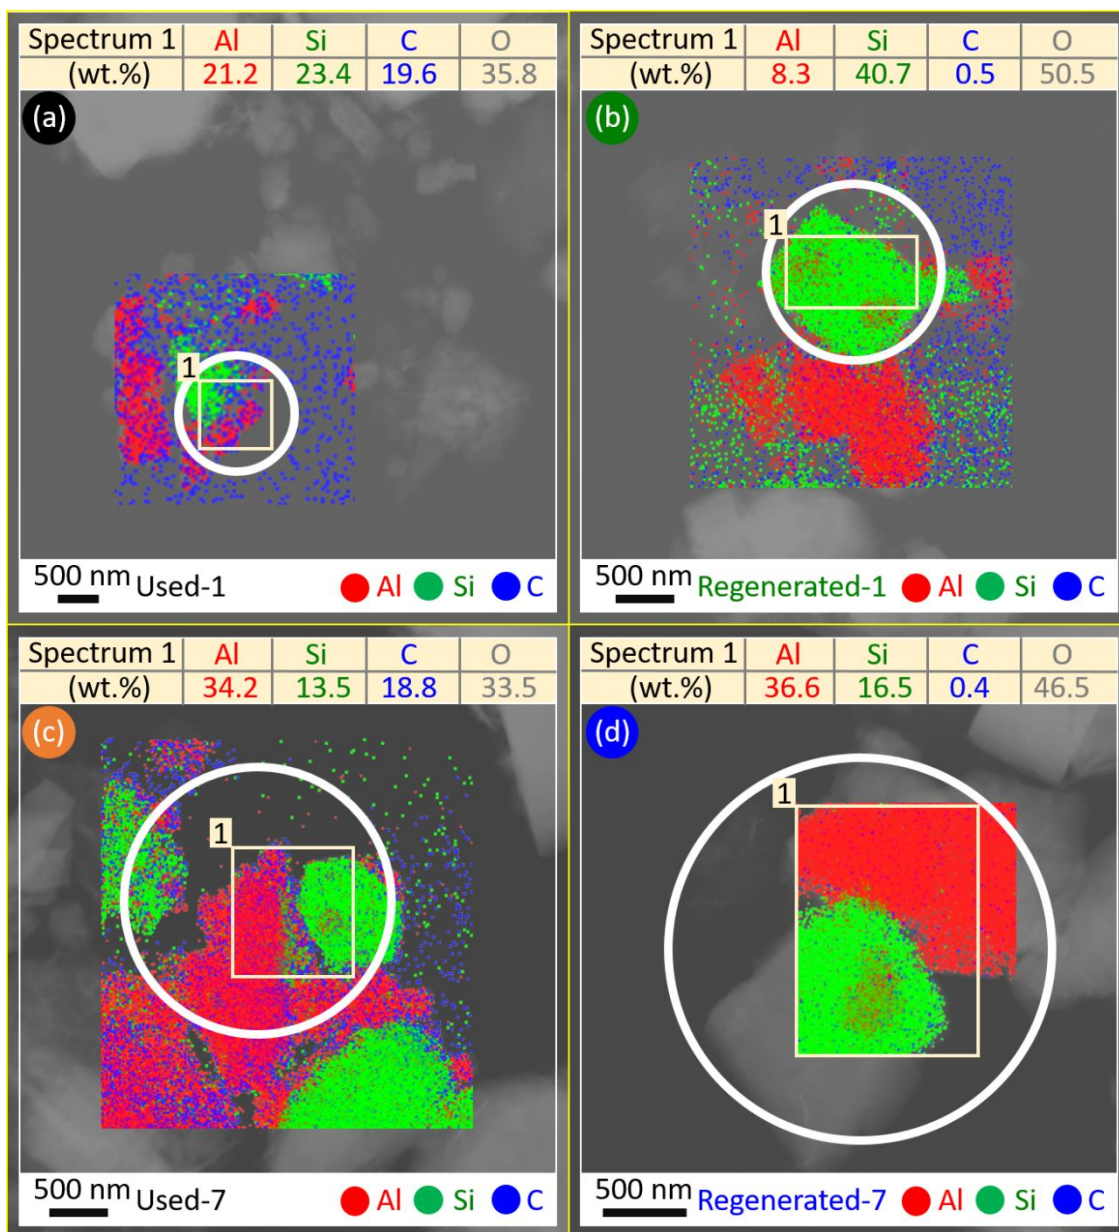 Spectrum 1 Al Si C O
(wt.%) 21.2 23.4 19.6 35.8
(a)
1
500 nm Used-1 Al Si C
Spectrum 1 Al Si C O
(wt.%) 8.3 40.7 0.5 50.5
(b)
1
500 nm Regenerated-1 Al Si C
Spectrum 1 Al Si C O
(wt.%) 34.2 13.5 18.8 33.5
(c)
1
500 nm Used-7 Al Si C
Spectrum 1 Al Si C O
(wt.%) 36.6 16.5 0.4 46.5
(d)
1
500 nm Regenerated-7 Al Si C